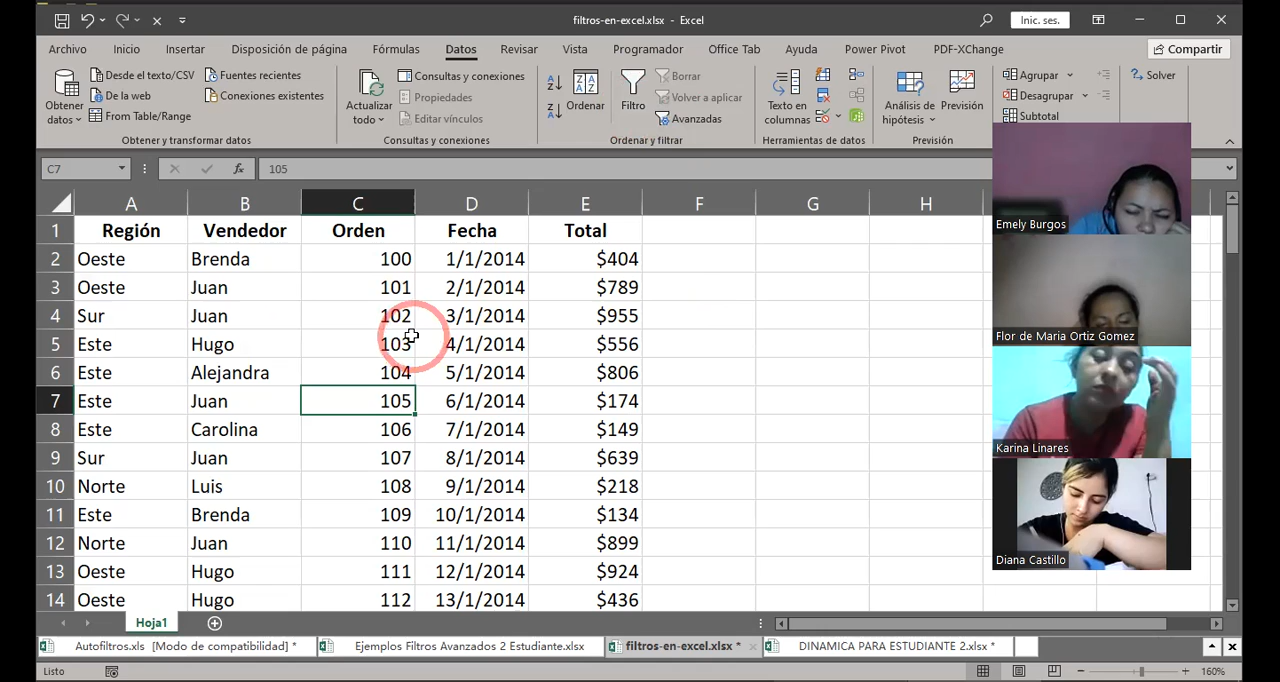 filtros-en-excel.xlsx - Excel
Inic. ses.
Archivo Inicio Insertar Disposición de página Fórmulas Datos Revisar Vista Programador Office Tab Ayuda Power Pivot PDF-XChange Compartir
Obtener datos
Desde el texto/CSV
De la web
From Table/Range
Fuentes recientes
Conexiones existentes
Obtener y transformar datos
Actualizar todo
Consultas y conexiones
Propiedades
Editar vínculos
Consultas y conexiones
Ordenar
Filtro
Borrar
Volver a aplicar
Avanzadas
Ordenar y filtrar
Texto en columnas
Herramientas de datos
Análisis de hipótesis
Previsión
Previsión
Agrupar
Desagrupar
Subtotal
Solver
C7 fx 105
A B C D E F G H
1 Región Vendedor Orden Fecha Total
2 Oeste Brenda 100 1/1/2014 $404
3 Oeste Juan 101 2/1/2014 $789
4 Sur Juan 102 3/1/2014 $955
5 Este Hugo 103 4/1/2014 $556
6 Este Alejandra 104 5/1/2014 $806
7 Este Juan 105 6/1/2014 $174
8 Este Carolina 106 7/1/2014 $149
9 Sur Juan 107 8/1/2014 $639
10 Norte Luis 108 9/1/2014 $218
11 Este Brenda 109 10/1/2014 $134
12 Norte Juan 110 11/1/2014 $899
13 Oeste Hugo 111 12/1/2014 $924
14 Oeste Hugo 112 13/1/2014 $436
Emely Burgos
Flor de Maria Ortiz Gomez
Karina Linares
Diana Castillo
Hoja1
Autofiltros.xls [Modo de compatibilidad] * Ejemplos Filtros Avanzados 2 Estudiante.xlsx filtros-en-excel.xlsx * DINAMICA PARA ESTUDIANTE 2.xlsx *
Listo 160%